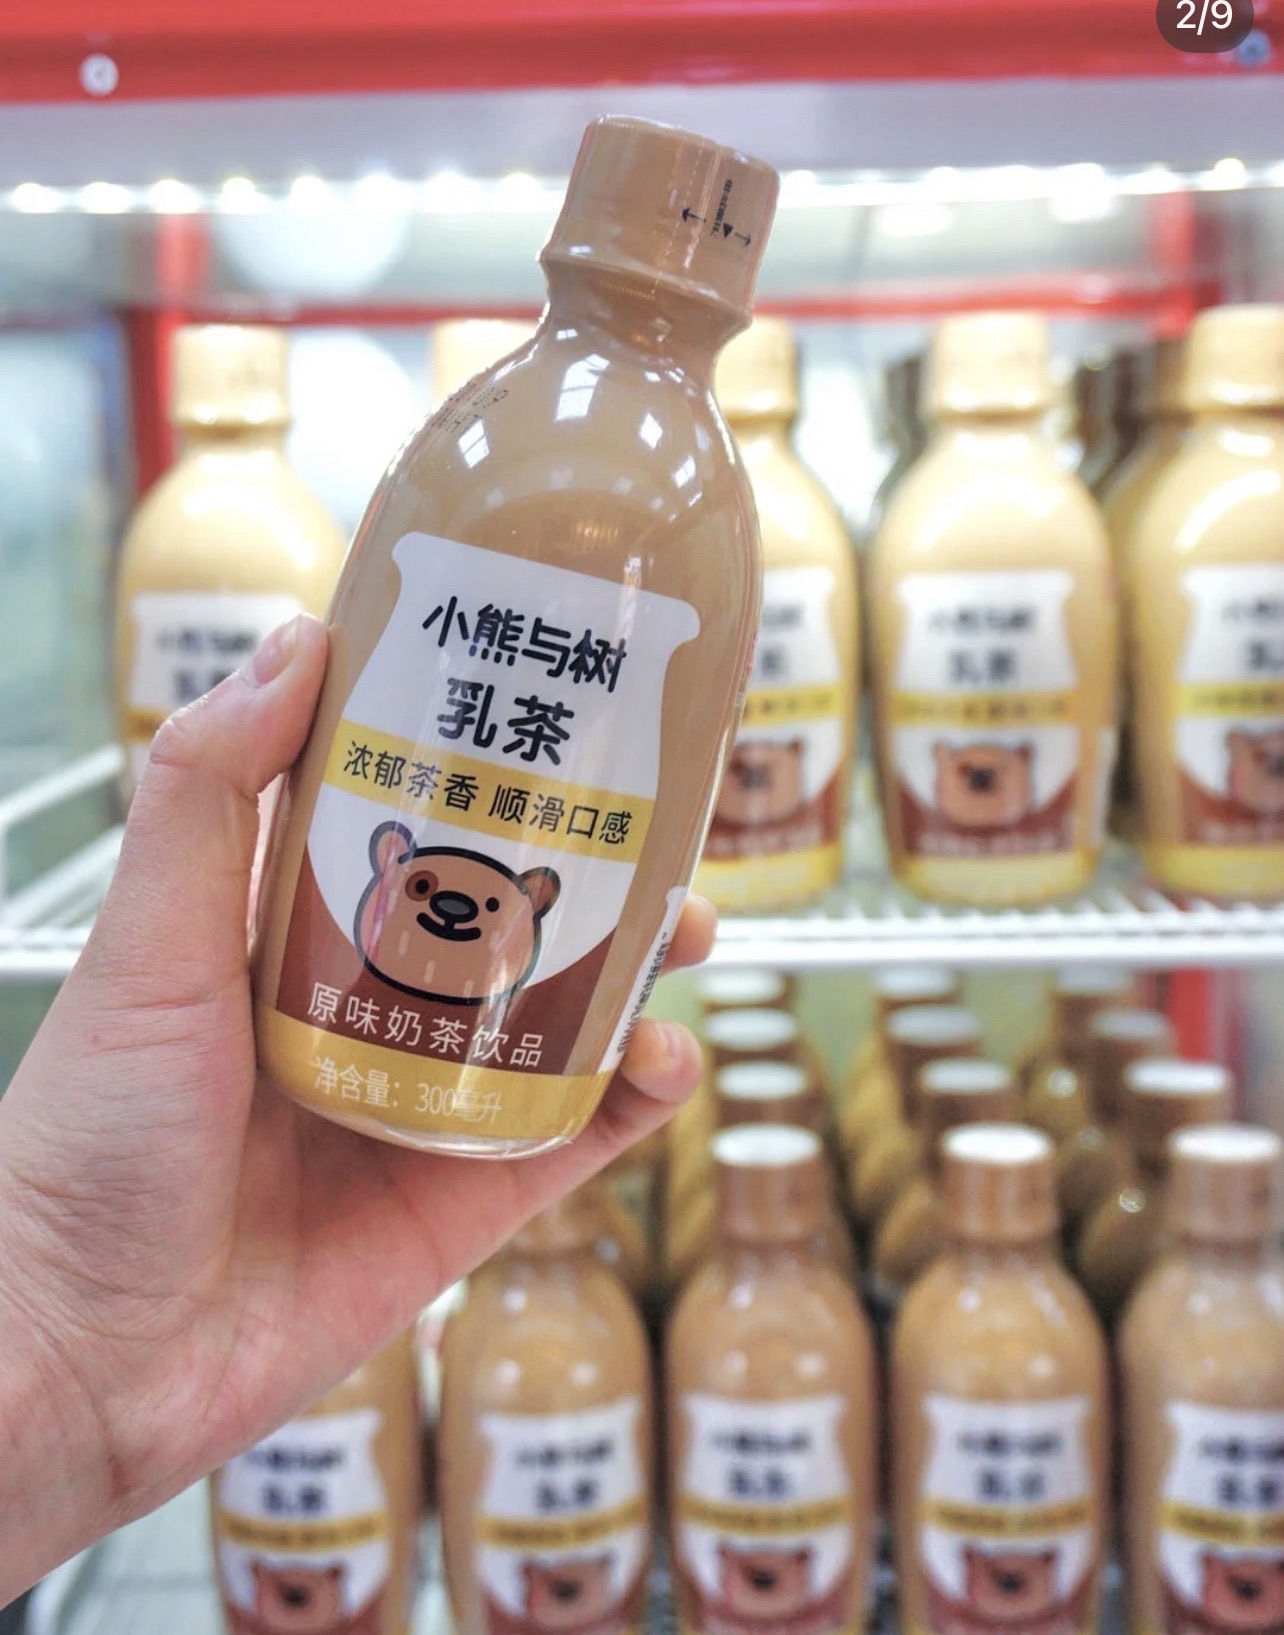 2/9
小熊与树
乳茶
浓郁茶香 顺滑口感
原味奶茶饮品
净含量：300毫升